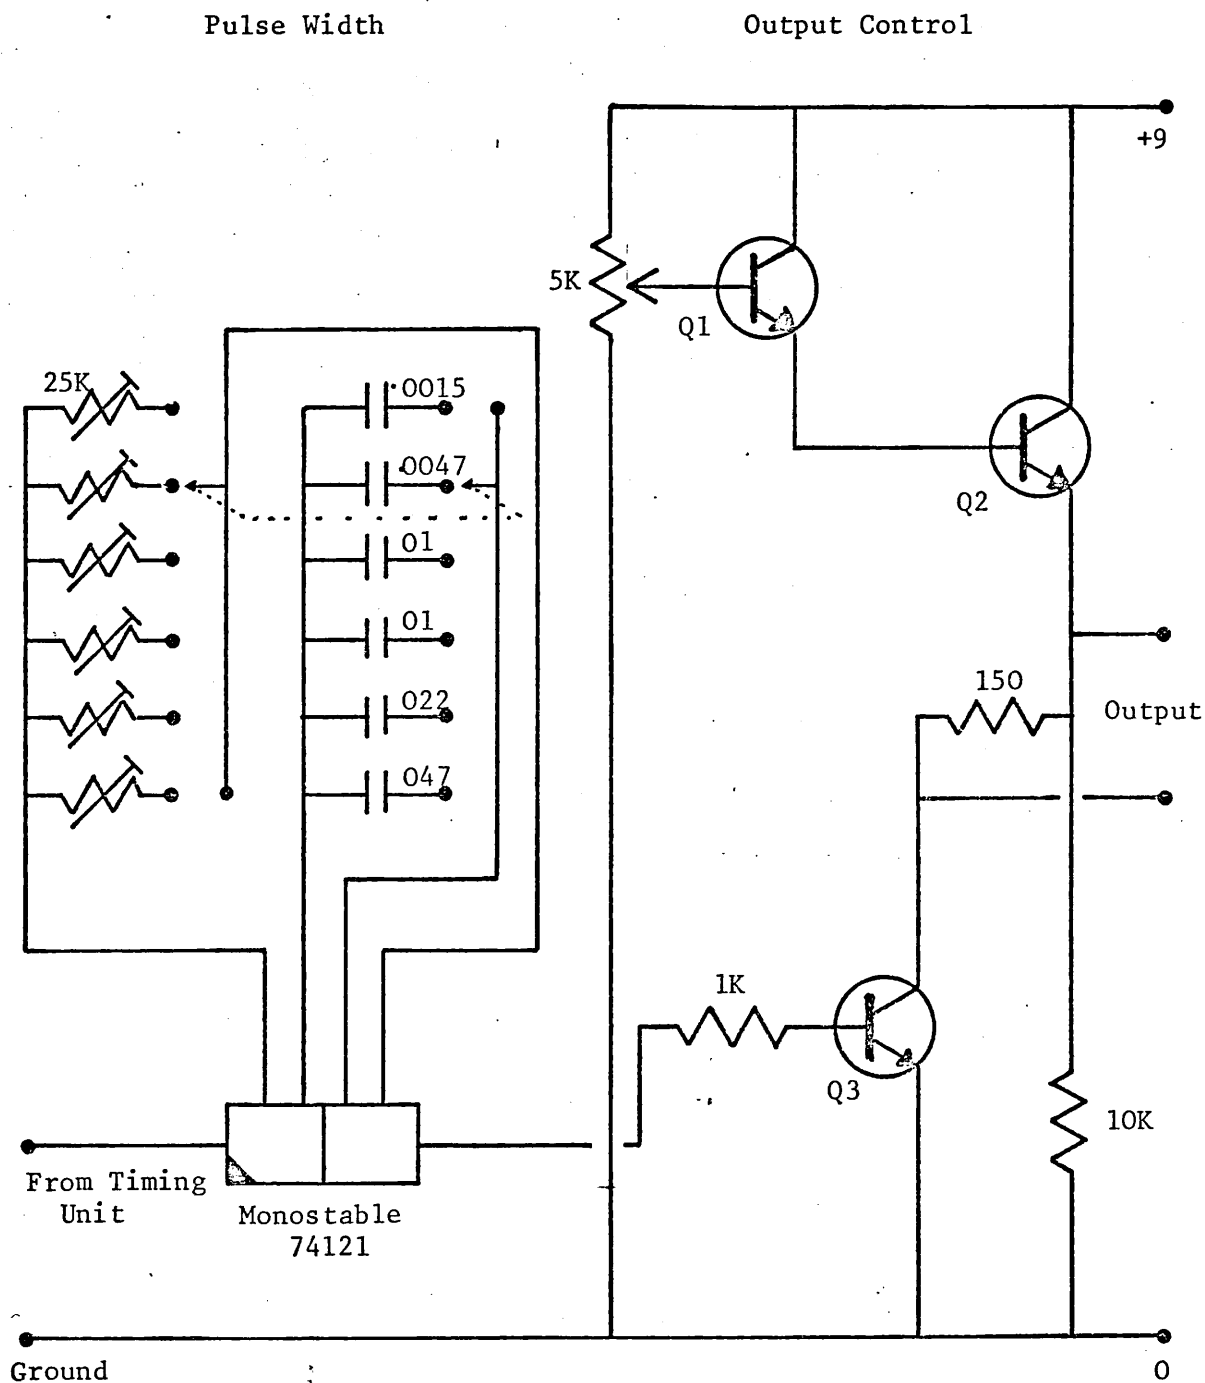 Pulse Width
Output Control
+9
5K
Q1
25K
.0015
.0047
Q2
01
01
150
022
Output
047
1K
Q3
10K
From Timing
Unit
Monostable
74121
Ground
0